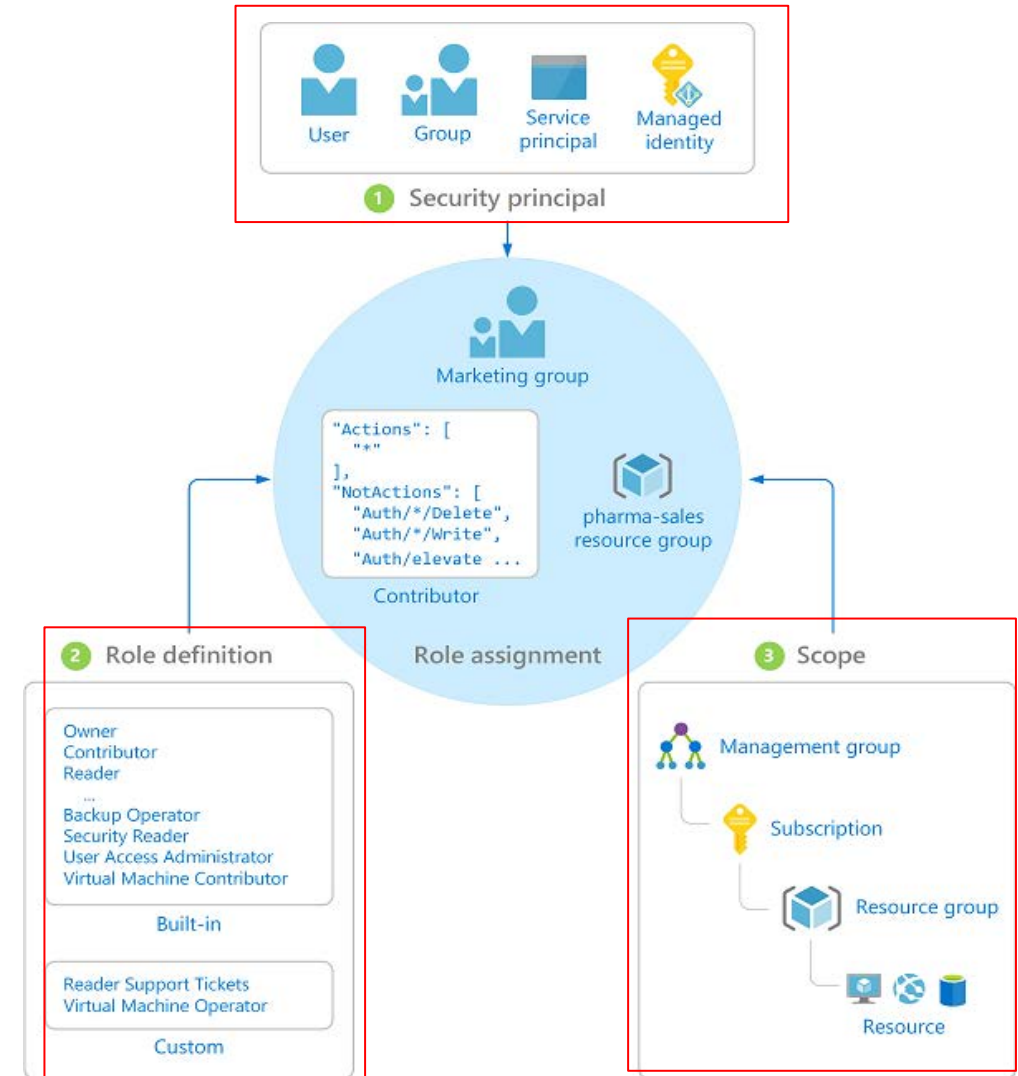 User
Group
Service
principal
Managed
identity
1 Security principal
Marketing group
"Actions": [
"*"
],
"NotActions": [
"Auth/*/Delete",
"Auth/*/Write",
"Auth/elevate ...
Contributor
pharma-sales
resource group
Role assignment
2 Role definition
Owner
Contributor
Reader
...
Backup Operator
Security Reader
User Access Administrator
Virtual Machine Contributor
Built-in
Reader Support Tickets
Virtual Machine Operator
Custom
3 Scope
Management group
Subscription
Resource group
Resource